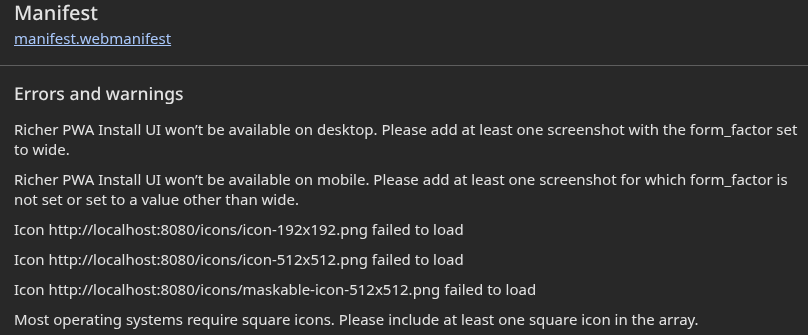 Manifest
manifest.webmanifest
Errors and warnings
Richer PWA Install UI won’t be available on desktop. Please add at least one screenshot with the form_factor set
to wide.
Richer PWA Install UI won’t be available on mobile. Please add at least one screenshot for which form_factor is
not set or set to a value other than wide.
Icon http://localhost:8080/icons/icon-192x192.png failed to load
Icon http://localhost:8080/icons/icon-512x512.png failed to load
Icon http://localhost:8080/icons/maskable-icon-512x512.png failed to load
Most operating systems require square icons. Please include at least one square icon in the array.